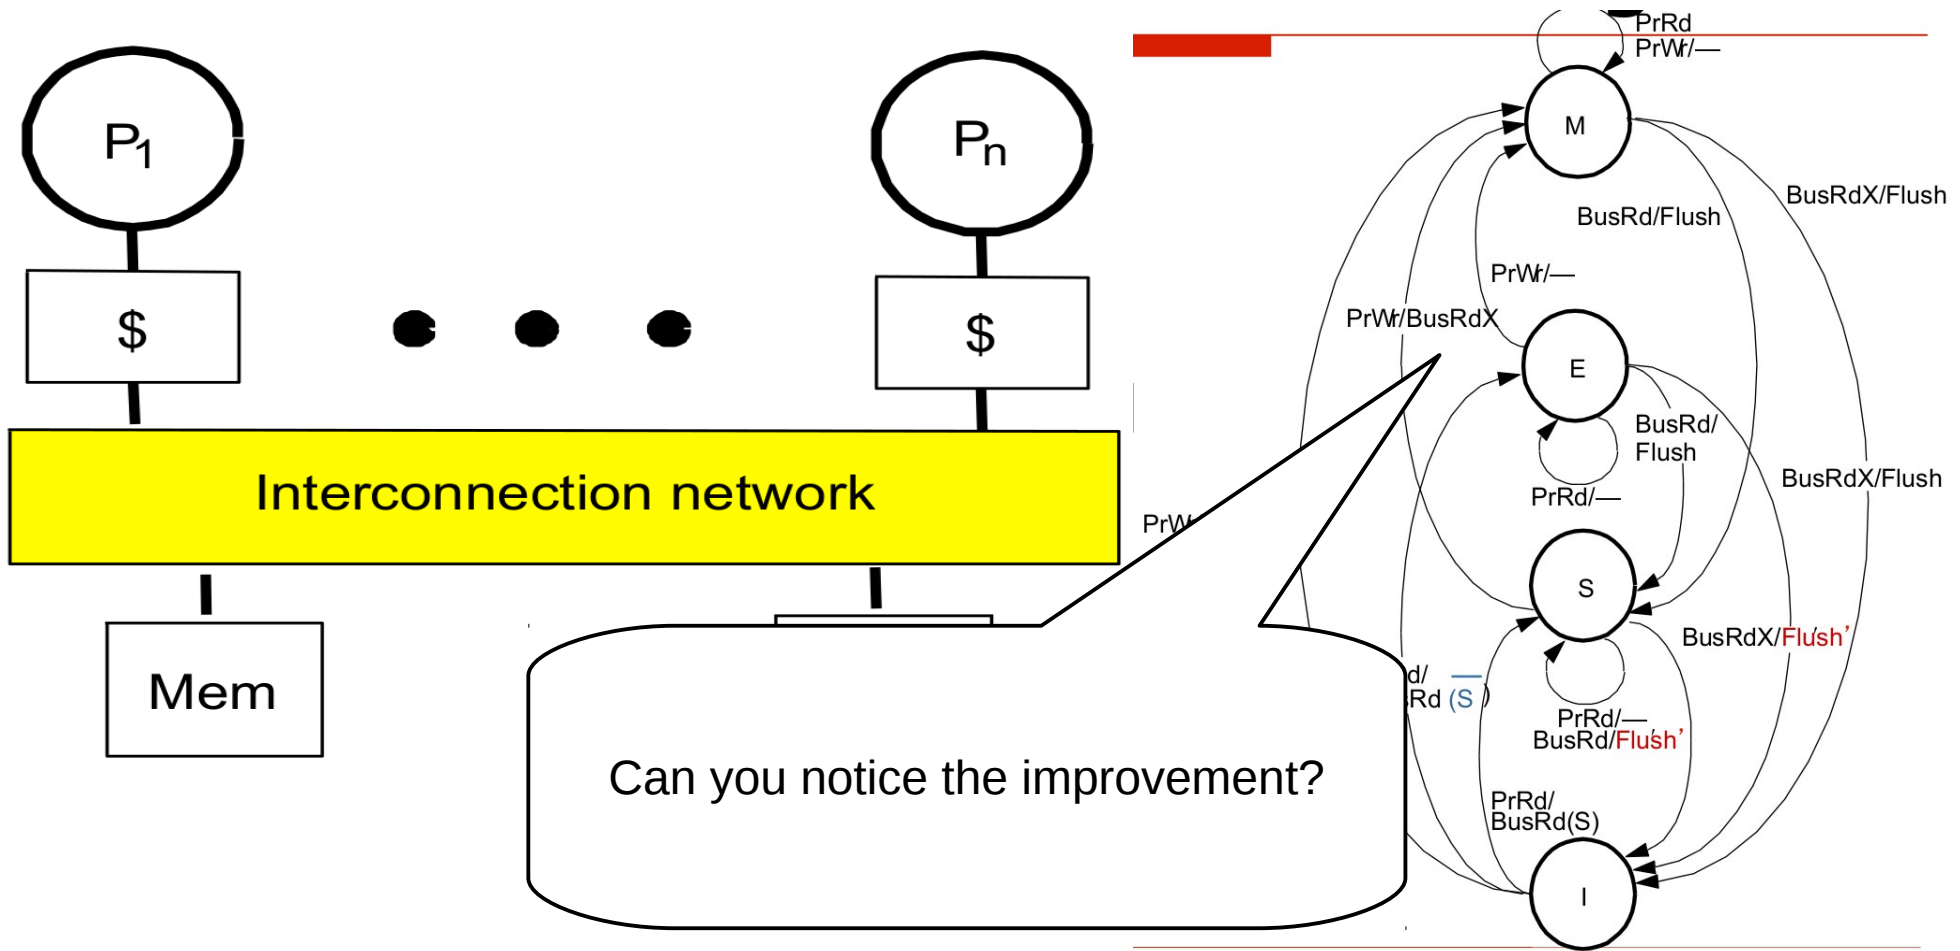 P1
Pn
$
$
Interconnection network
Mem
Can you notice the improvement?
PrRd
PrWr/—
M
BusRdX/Flush
BusRd/Flush
PrWr/—
PrWr/BusRdX
E
BusRd/
Flush
BusRdX/Flush
PrRd/—
S
BusRdX/Flush’
(S)
PrRd/—
BusRd/Flush’
PrRd/
BusRd(S)
I